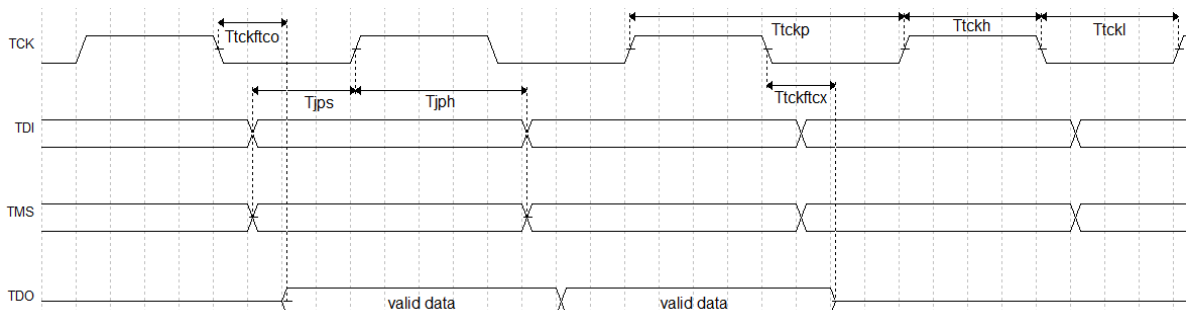 Ttckftco
Ttckp
Ttckh
Ttckl
TCK
Tjps
Tjph
Ttckftcx
TDI
TMS
TDO
valid data
valid data